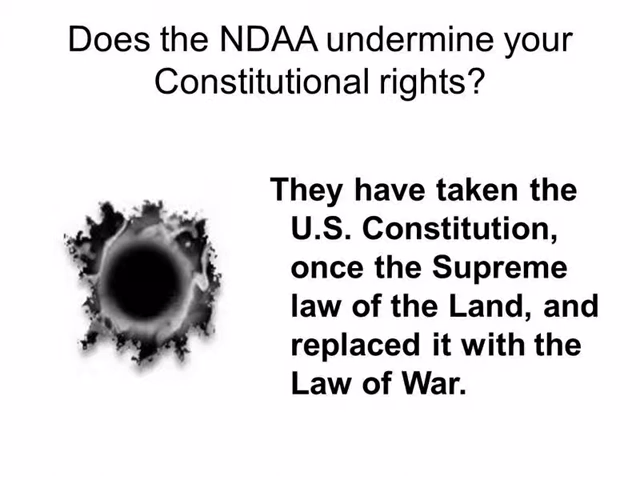 Does the NDAA undermine your
Constitutional rights?
They have taken the
U.S. Constitution,
once the Supreme
law of the Land, and
replaced it with the
Law of War.